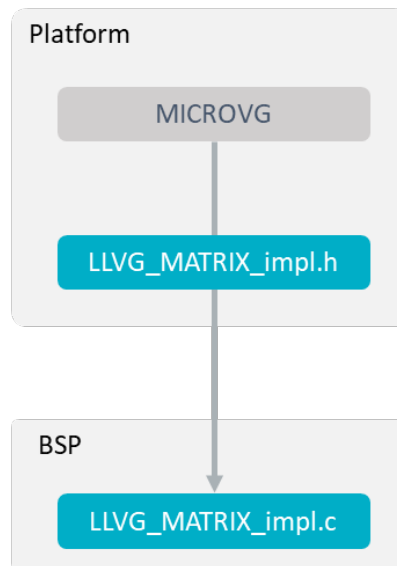 Platform
MICROVG
LLVG_MATRIX_impl.h
BSP
LLVG_MATRIX_impl.c